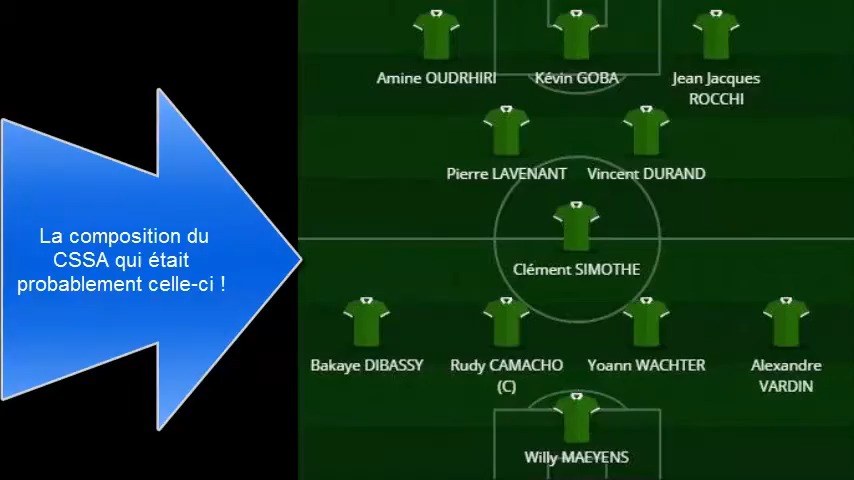 La composition du
CSSA qui était
probablement celle-ci !
Amine OUDRHIRI
Kévin GOBA
Jean Jacques
ROCCHI
Pierre LAVENANT
Vincent DURAND
Clément SIMOTHE
Bakaye DIBASSY
Rudy CAMACHO
(C)
Yoann WACHTER
Alexandre
VARDIN
Willy MAEYENS